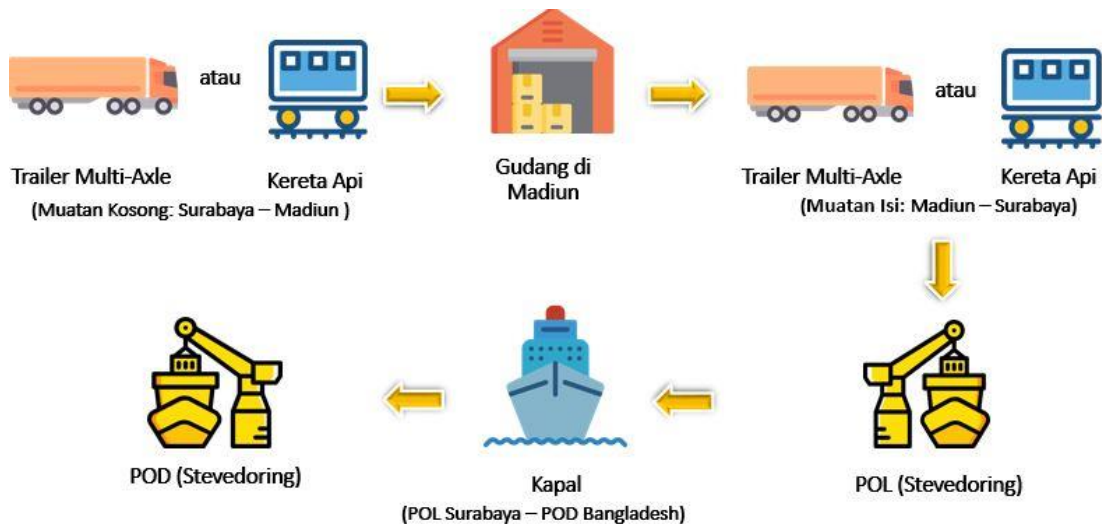 atau
Trailer Multi-Axle
Kereta Api
(Muatan Kosong: Surabaya – Madiun )
Gudang di
Madiun
atau
Trailer Multi-Axle
Kereta Api
(Muatan Isi: Madiun – Surabaya)
POD (Stevedoring)
Kapal
(POL Surabaya – POD Bangladesh)
POL (Stevedoring)